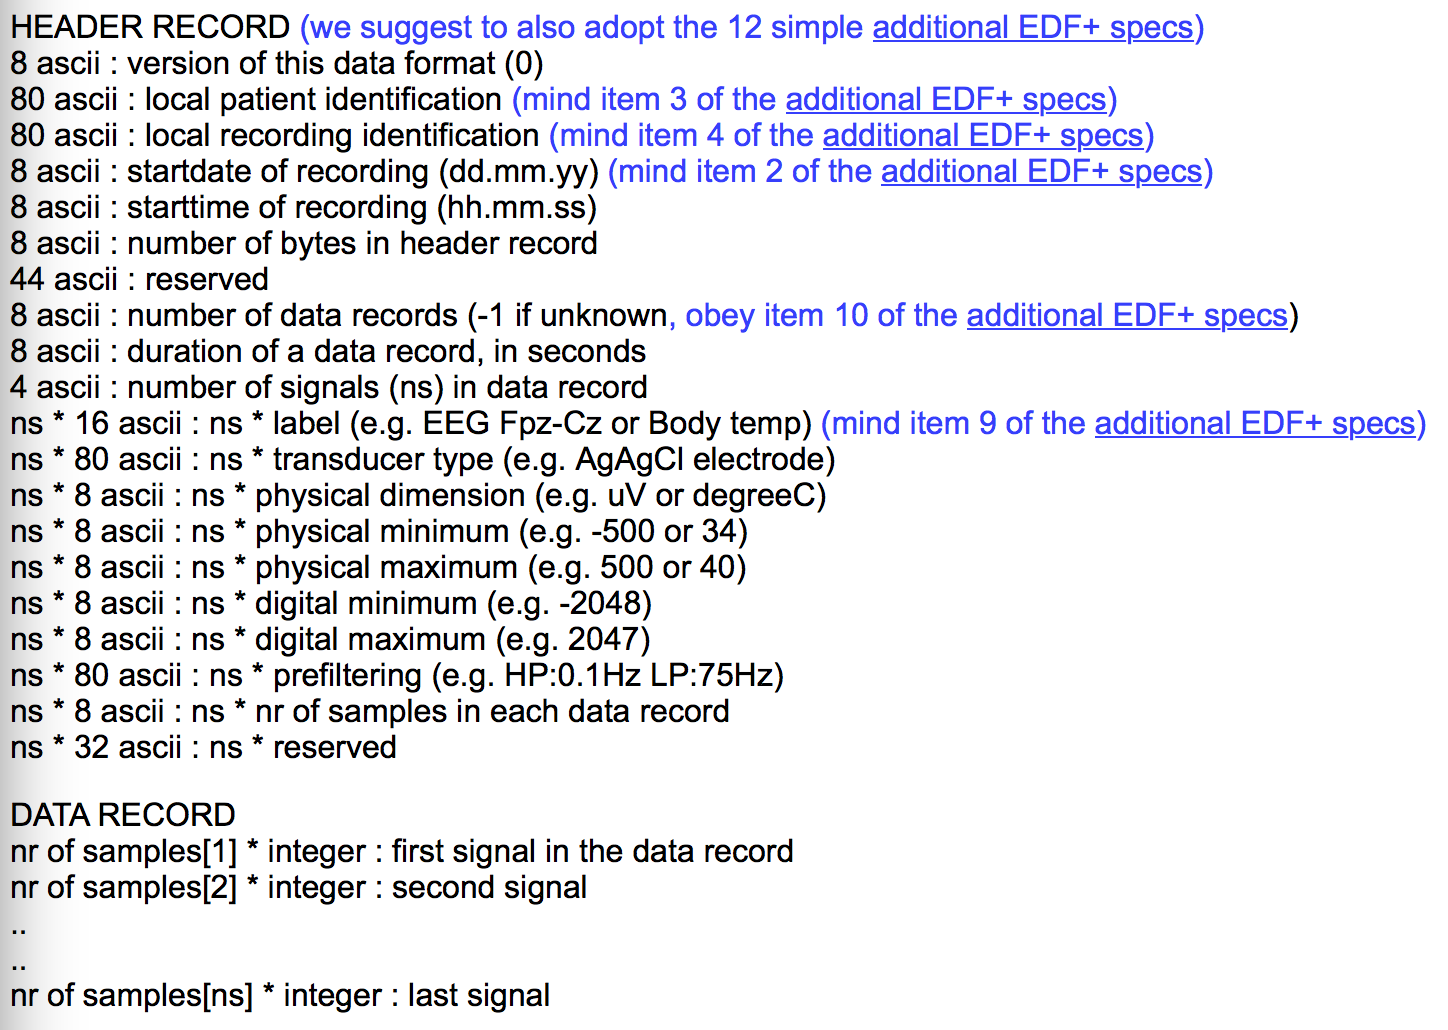 HEADER RECORD (we suggest to also adopt the 12 simple additional EDF+ specs)
8 ascii : version of this data format (0)
80 ascii : local patient identification (mind item 3 of the additional EDF+ specs)
80 ascii : local recording identification (mind item 4 of the additional EDF+ specs)
8 ascii : startdate of recording (dd.mm.yy) (mind item 2 of the additional EDF+ specs)
8 ascii : starttime of recording (hh.mm.ss)
8 ascii : number of bytes in header record
44 ascii : reserved
8 ascii : number of data records (-1 if unknown, obey item 10 of the additional EDF+ specs)
8 ascii : duration of a data record, in seconds
4 ascii : number of signals (ns) in data record
ns * 16 ascii : ns * label (e.g. EEG Fpz-Cz or Body temp) (mind item 9 of the additional EDF+ specs)
ns * 80 ascii : ns * transducer type (e.g. AgAgCl electrode)
ns * 8 ascii : ns * physical dimension (e.g. uV or degreeC)
ns * 8 ascii : ns * physical minimum (e.g. -500 or 34)
ns * 8 ascii : ns * physical maximum (e.g. 500 or 40)
ns * 8 ascii : ns * digital minimum (e.g. -2048)
ns * 8 ascii : ns * digital maximum (e.g. 2047)
ns * 80 ascii : ns * prefiltering (e.g. HP:0.1Hz LP:75Hz)
ns * 8 ascii : ns * nr of samples in each data record
ns * 32 ascii : ns * reserved

DATA RECORD
nr of samples[1] * integer : first signal in the data record
nr of samples[2] * integer : second signal
..
..
nr of samples[ns] * integer : last signal